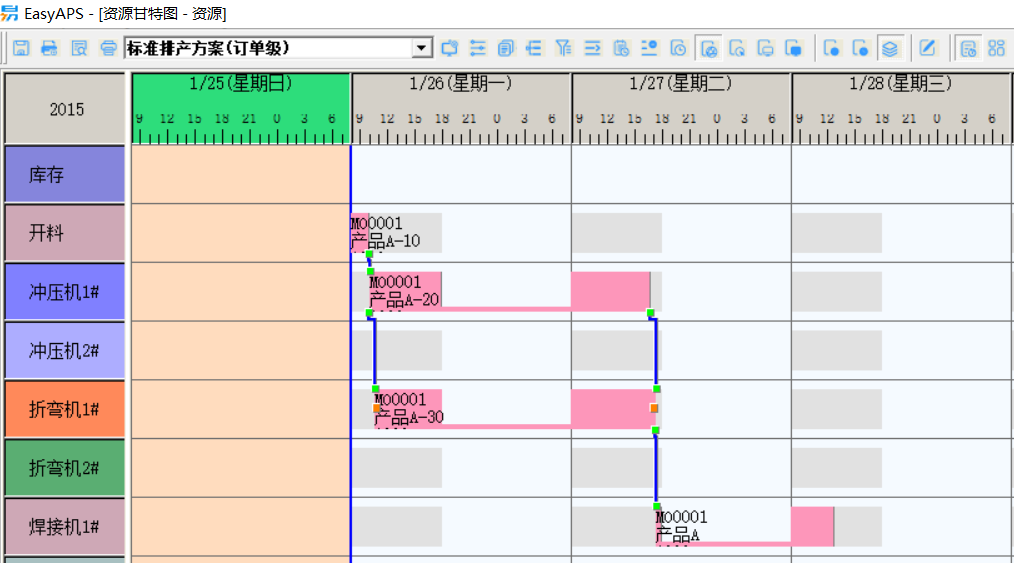 EasyAPS - [资源甘特图 - 资源]
标准排产方案(订单级)
2015
1/25(星期日)
1/26(星期一)
1/27(星期二)
1/28(星期三)
9 12 15 18 21 0 3 6
9 12 15 18 21 0 3 6
9 12 15 18 21 0 3 6
9 12 15 18 21 0 3 6
库存
开料
M00001
产品A-10
冲压机1#
M00001
产品A-20
冲压机2#
折弯机1#
M00001
产品A-30
折弯机2#
焊接机1#
M00001
产品A